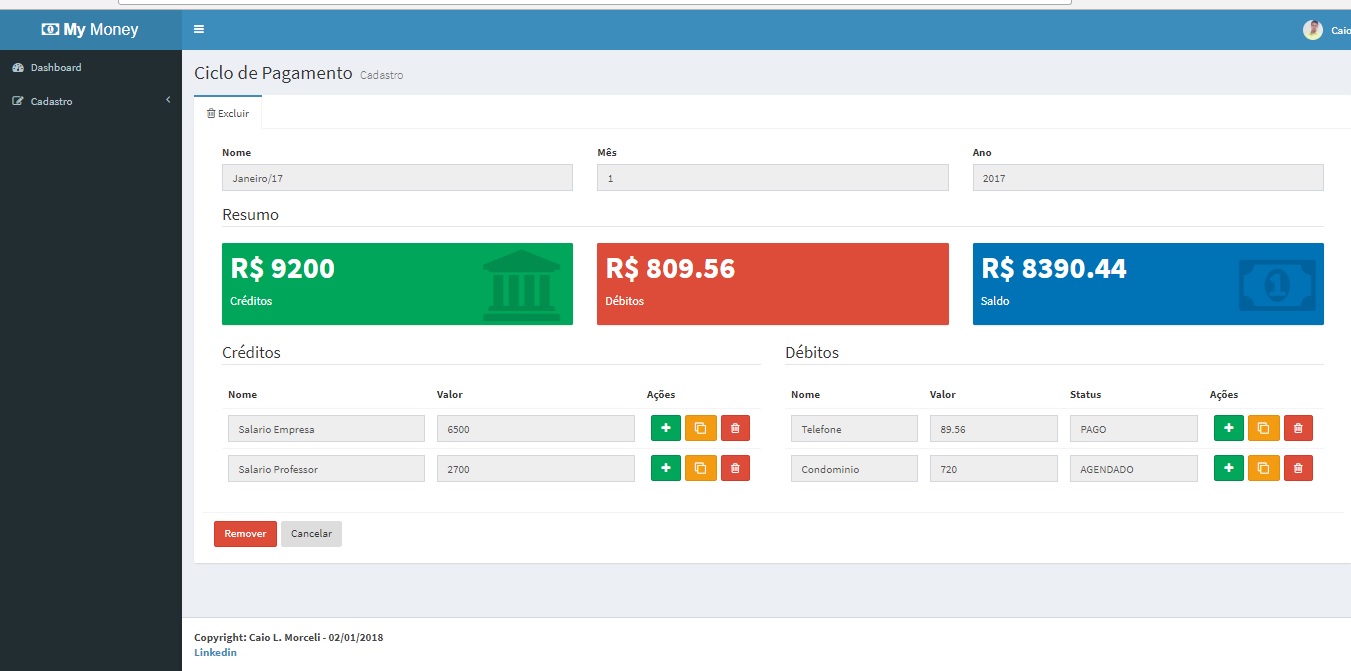 My Money
Caio
Dashboard
Cadastro
Ciclo de Pagamento Cadastro
Excluir
Nome Mês Ano
Janeiro/17 1 2017
Resumo
R$ 9200 R$ 809.56 R$ 8390.44
Créditos Débitos Saldo
Créditos Débitos
Nome Valor Ações Nome Valor Status Ações
Salario Empresa 6500 Telefone 89.56 PAGO
Salario Professor 2700 Condominio 720 AGENDADO
Remover Cancelar
Copyright: Caio L. Morceli - 02/01/2018
Linkedin